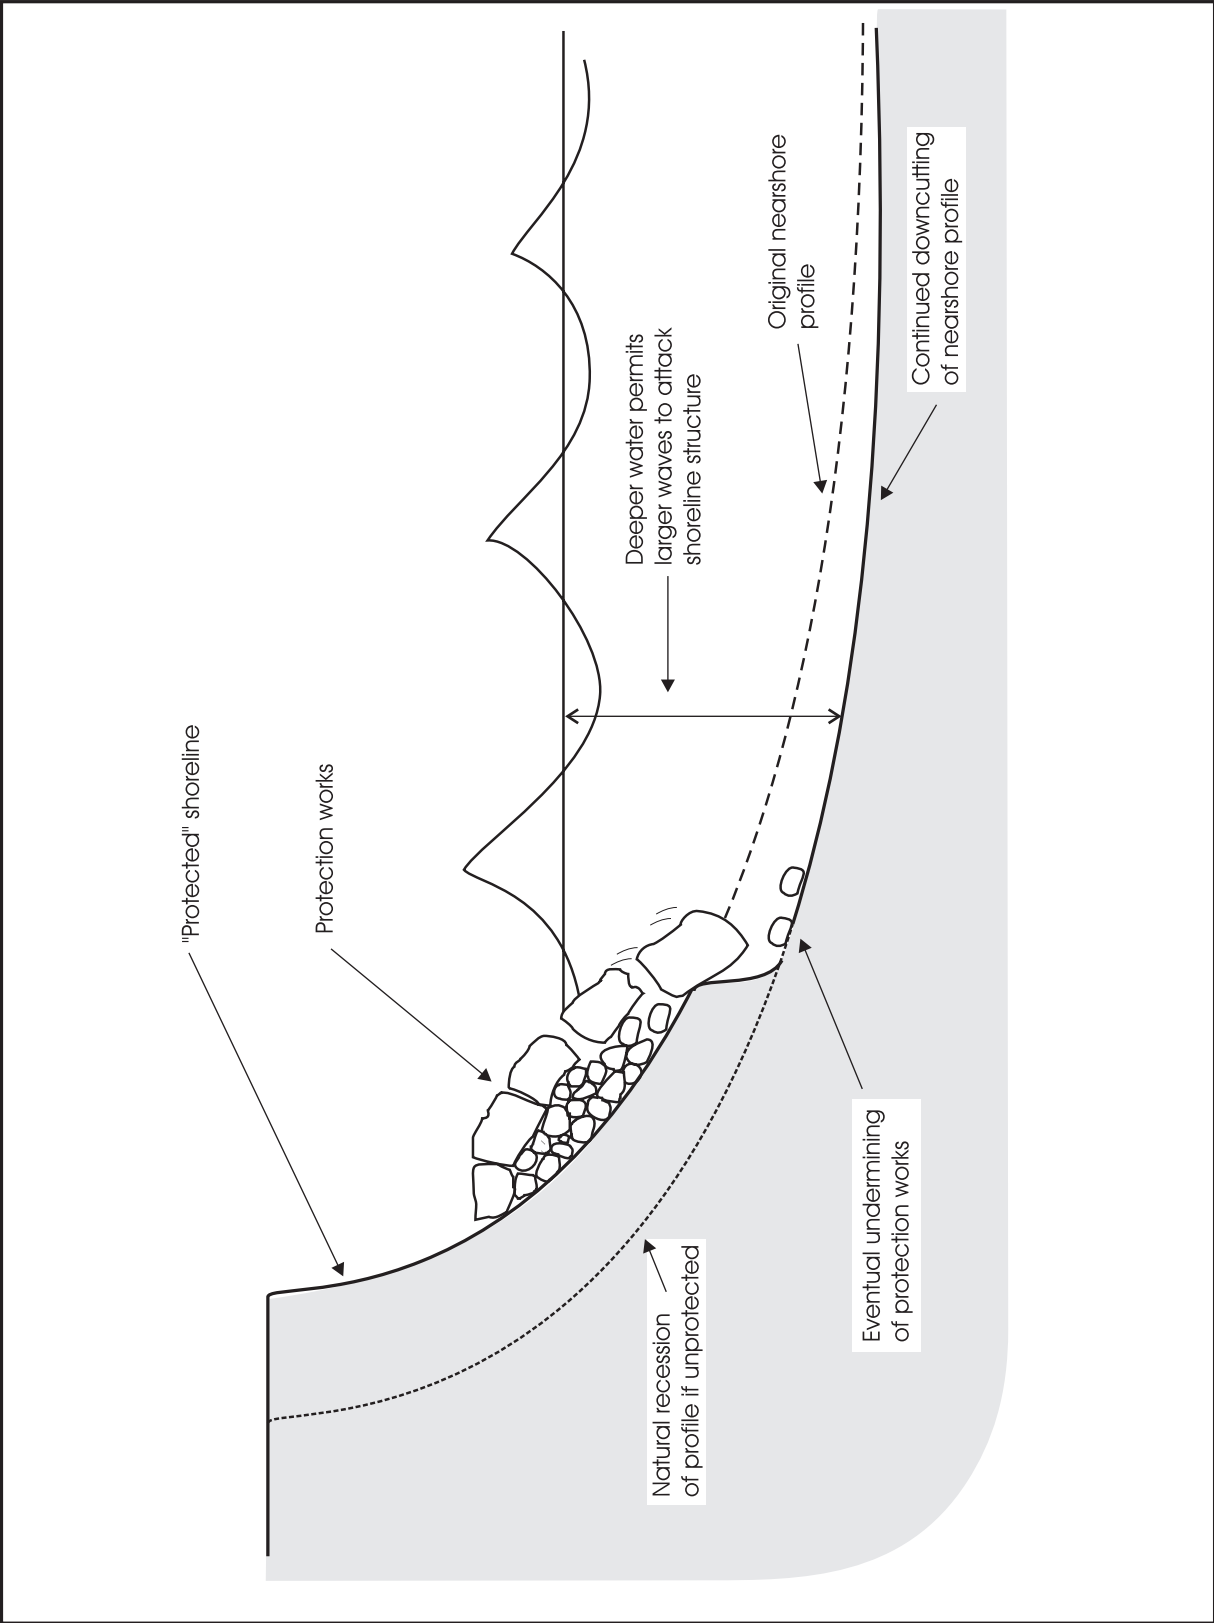 "Protected" shoreline
Protection works
Deeper water permits
larger waves to attack
shoreline structure
Original nearshore
profile
Continued downcutting
of nearshore profile
Natural recession
of profile if unprotected
Eventual undermining
of protection works